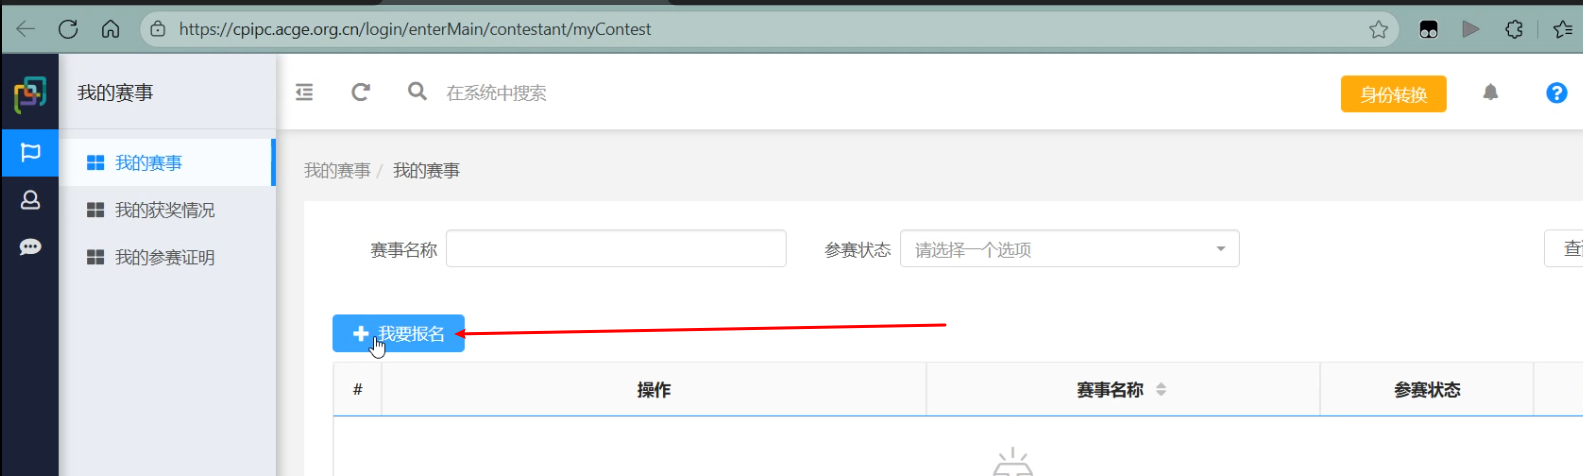 https://cpipc.acge.org.cn/login/enterMain/contestant/myContest
我的赛事
在系统中搜索
身份转换
我的赛事
我的获奖情况
我的参赛证明
我的赛事 / 我的赛事
赛事名称
参赛状态 请选择一个选项
我要报名
# 操作 赛事名称 参赛状态